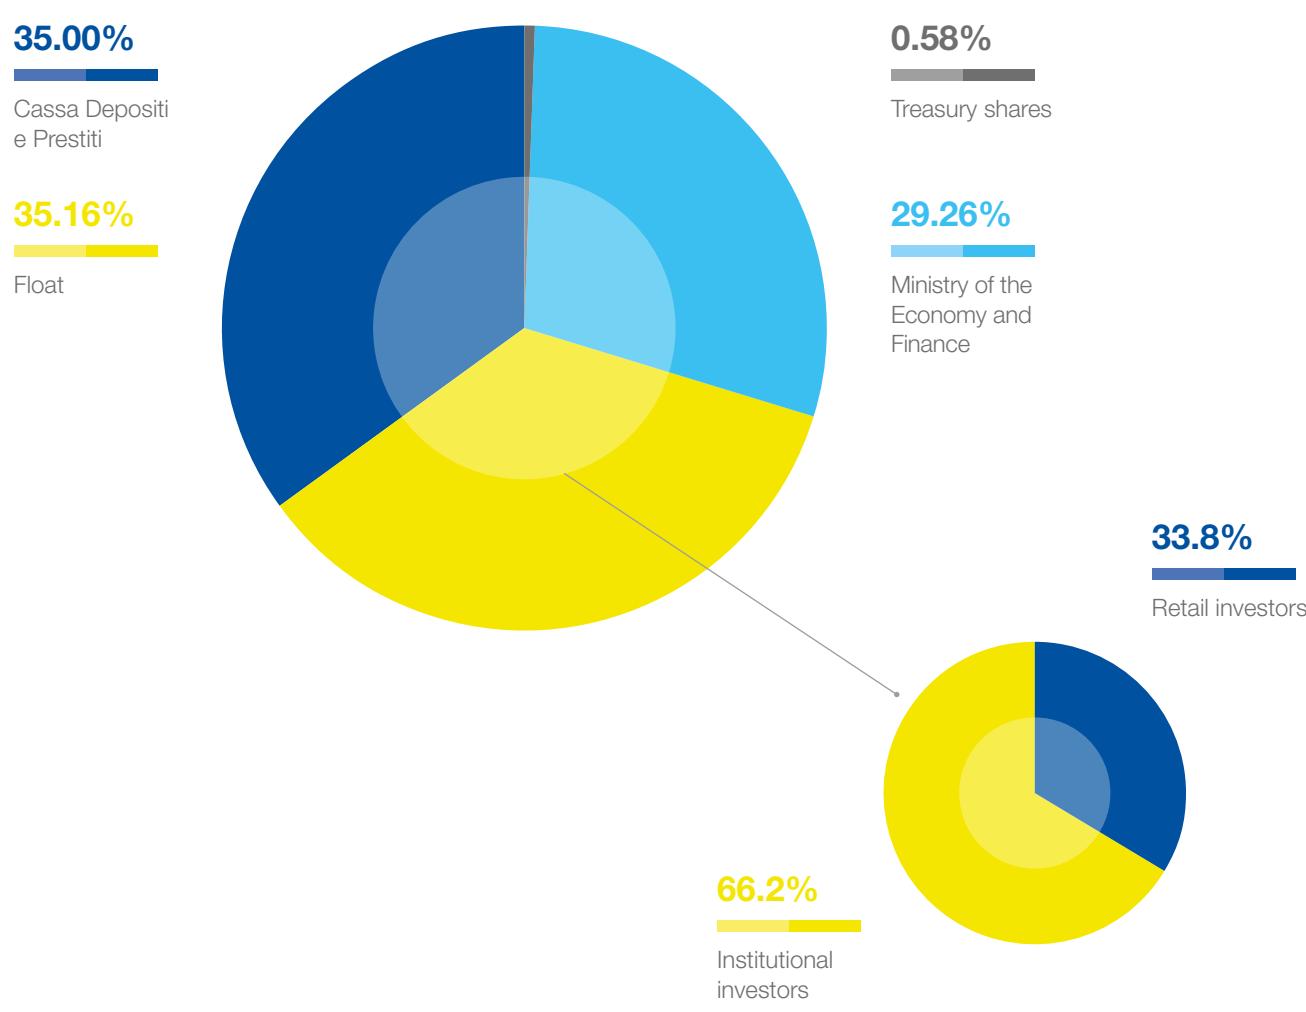 35.00%
Cassa Depositi
e Prestiti
35.16%
Float
0.58%
Treasury shares
29.26%
Ministry of the
Economy and
Finance
33.8%
Retail investors
66.2%
Institutional
investors